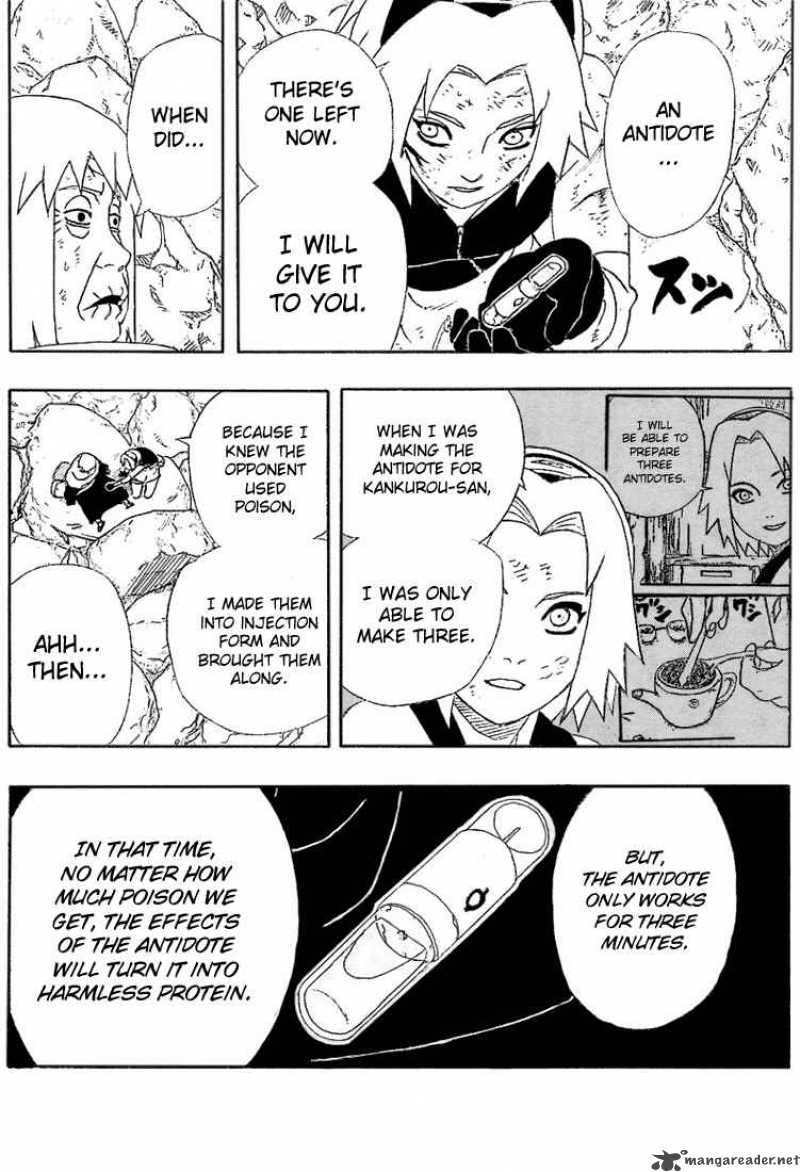 AN
ANTIDOTE
...
THERE'S
ONE LEFT
NOW.
I WILL
GIVE IT
TO YOU.
スッ
WHEN
DID...
I WILL
BE ABLE TO
PREPARE
THREE
ANTIDOTES.
グシ
グシ
WHEN I WAS
MAKING THE
ANTIDOTE FOR
KANKUROU-SAN,
I WAS ONLY
ABLE TO
MAKE THREE.
BECAUSE I
KNEW THE
OPPONENT
USED
POISON,
I MADE THEM
INTO INJECTION
FORM AND
BROUGHT THEM
ALONG.
AHH...
THEN...
BUT,
THE ANTIDOTE
ONLY WORKS
FOR THREE
MINUTES.
IN THAT TIME,
NO MATTER HOW
MUCH POISON WE
GET, THE EFFECTS
OF THE ANTIDOTE
WILL TURN IT INTO
HARMLESS PROTEIN.
mangareader.net